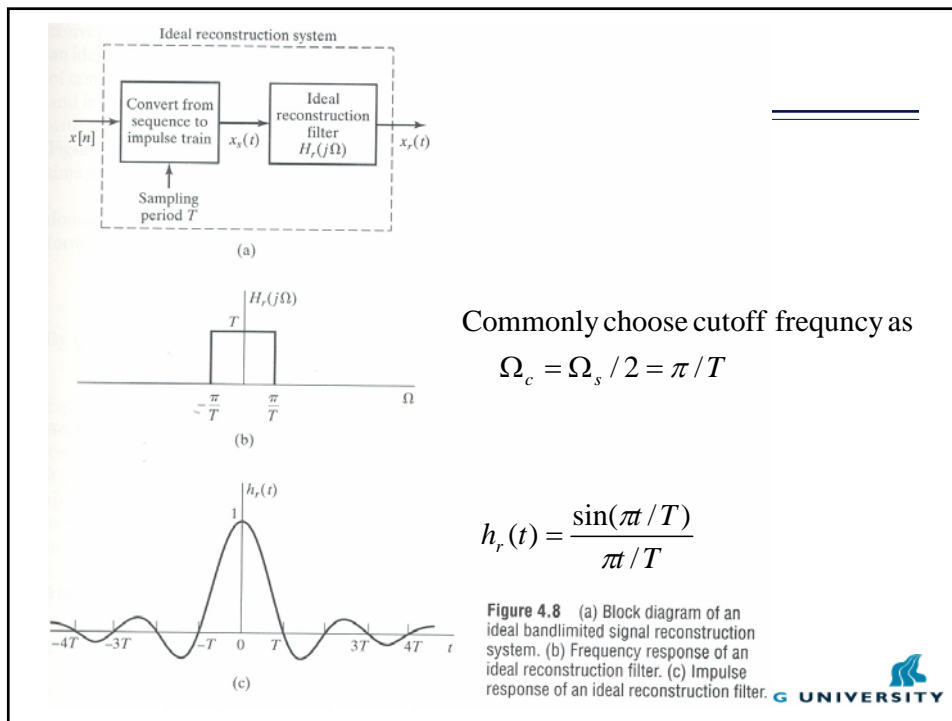 Ideal reconstruction system
Convert from
sequence to
impulse train
Ideal
reconstruction
filter
H_r(jΩ)
x[n]
x_s(t)
x_r(t)
Sampling
period T
(a)
H_r(jΩ)
T
-π/T
π/T
Ω
(b)
Commonly choose cutoff frequncy as
Ω_c = Ω_s / 2 = π / T
h_r(t)
1
-4T
-3T
-T
0
T
3T
4T
t
(c)
h_r(t) = sin(πt / T) / πt / T
Figure 4.8 (a) Block diagram of an
ideal bandlimited signal reconstruction
system. (b) Frequency response of an
ideal reconstruction filter. (c) Impulse
response of an ideal reconstruction filter.
G UNIVERSITY